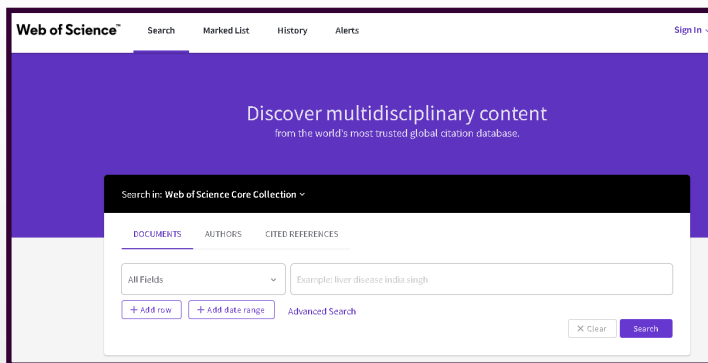 Web of Science™ Search Marked List History Alerts Sign In
Discover multidisciplinary content
from the world's most trusted global citation database.
Search in: Web of Science Core Collection
DOCUMENTS AUTHORS CITED REFERENCES
All Fields Example: liver disease india singh
+ Add row + Add date range Advanced Search
× Clear Search